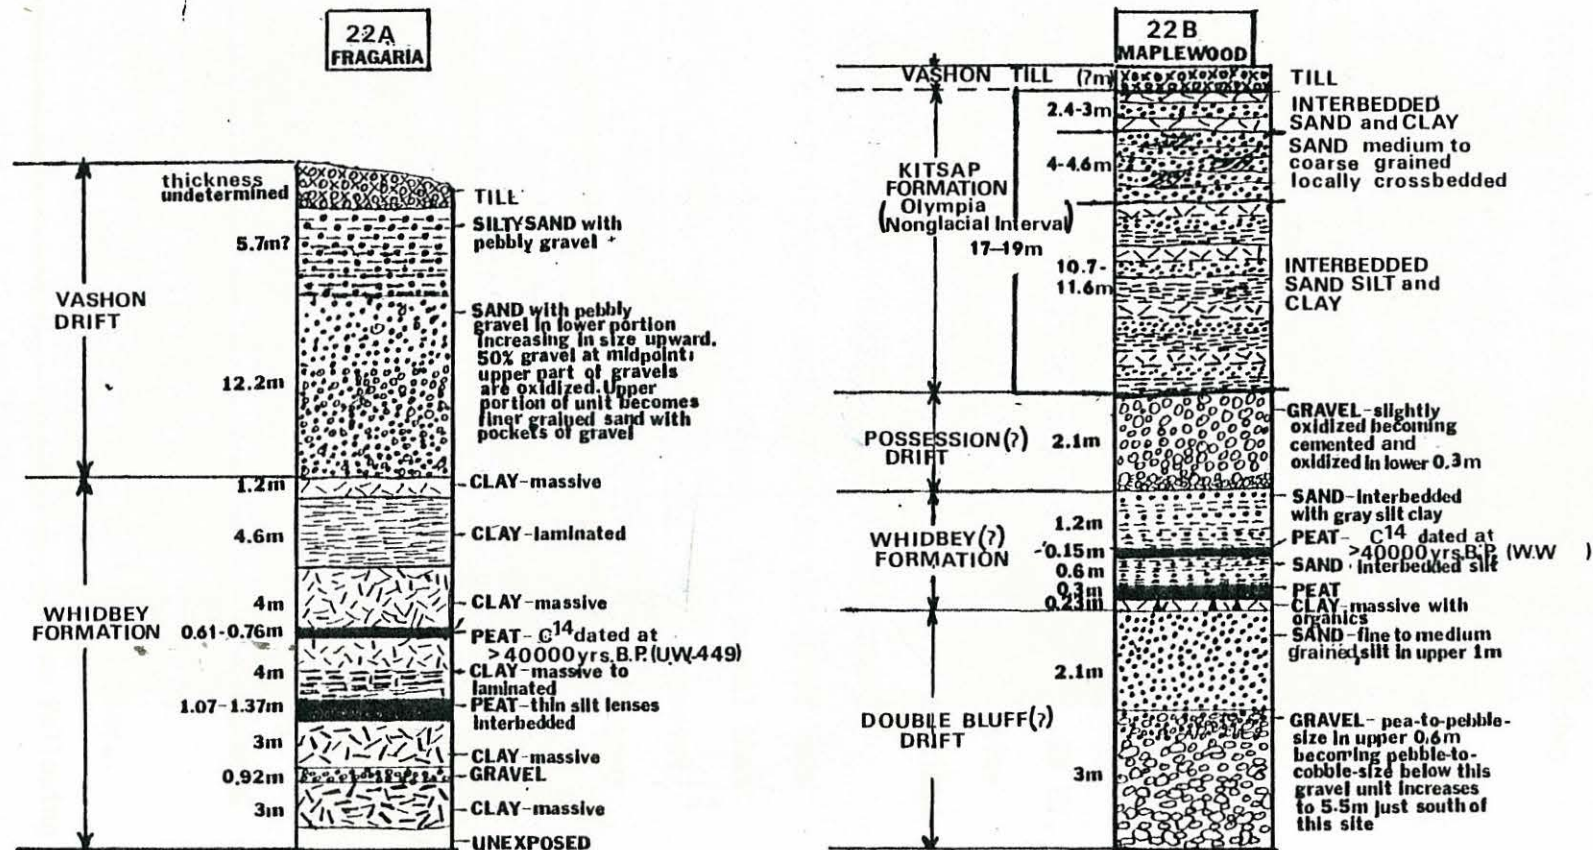 22A
FRAGARIA
thickness
undetermined
TILL
5.7m?
SILTY SAND with
pebbly gravel
VASHON
DRIFT
12.2m
SAND with pebbly
gravel in lower portion
increasing in size upward.
50% gravel at midpoint:
upper part of gravels
are oxidized. Upper
portion of unit becomes
finer grained sand with
pockets of gravel
1.2m
CLAY-massive
4.6m
CLAY-laminated
WHIDBEY
FORMATION
4m
CLAY-massive
0.61-0.76m
PEAT- C14 dated at
>40000yrs. B.P. (UW-449)
4m
CLAY-massive to
laminated
1.07-1.37m
PEAT-thin silt lenses
interbedded
3m
CLAY-massive
0.92m
GRAVEL
3m
CLAY-massive
UNEXPOSED
22B
MAPLEWOOD
VASHON TILL (?m)
TILL
2.4-3m
INTERBEDDED
SAND and CLAY
4-4.6m
SAND medium to
coarse grained
locally crossbedded
KITSAP
FORMATION
Olympia
(Nonglacial Interval)
17-19m
10.7-
11.6m
INTERBEDDED
SAND SILT and
CLAY
POSSESSION(?)
DRIFT
2.1m
GRAVEL-slightly
oxidized becoming
cemented and
oxidized in lower 0.3m
WHIDBEY(?)
FORMATION
1.2m
SAND-Interbedded
with gray silt clay
0.15m
PEAT- C14 dated at
>40000yrs. B.P. (W.W )
0.6m
SAND Interbedded silt
0.3m
PEAT
0.23m
CLAY-massive with
organics
DOUBLE BLUFF(?)
DRIFT
2.1m
SAND-fine to medium
grained, silt in upper 1m
3m
GRAVEL- pea-to-pebble-
size in upper 0.6m
becoming pebble-to-
cobble-size below this
gravel unit increases
to 5.5m just south of
this site